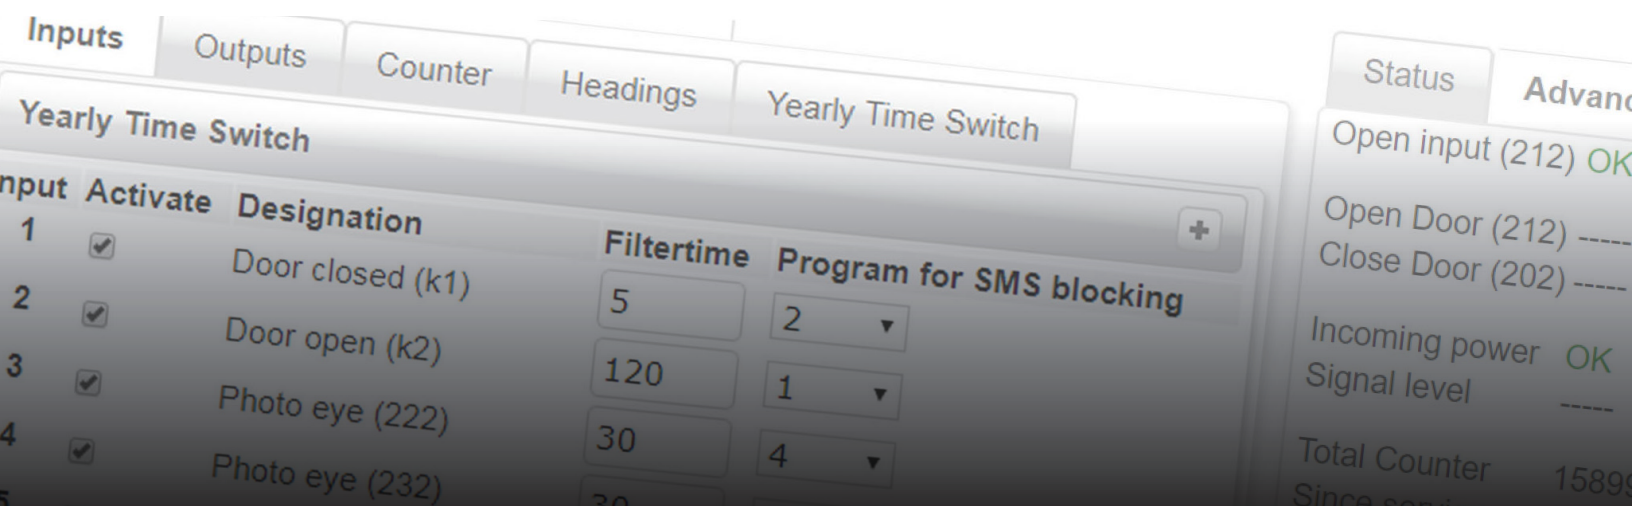 Inputs Outputs Counter Headings Yearly Time Switch
Yearly Time Switch
Activate Designation Filtertime Program for SMS blocking
1 Door closed (k1) 5 2
2 Door open (k2) 120 1
3 Photo eye (222) 30 4
4 Photo eye (232) 30
Status
Open input (212) OK
Open Door (212) -----
Close Door (202) -----
Incoming power OK
Signal level -----
Total Counter
Since